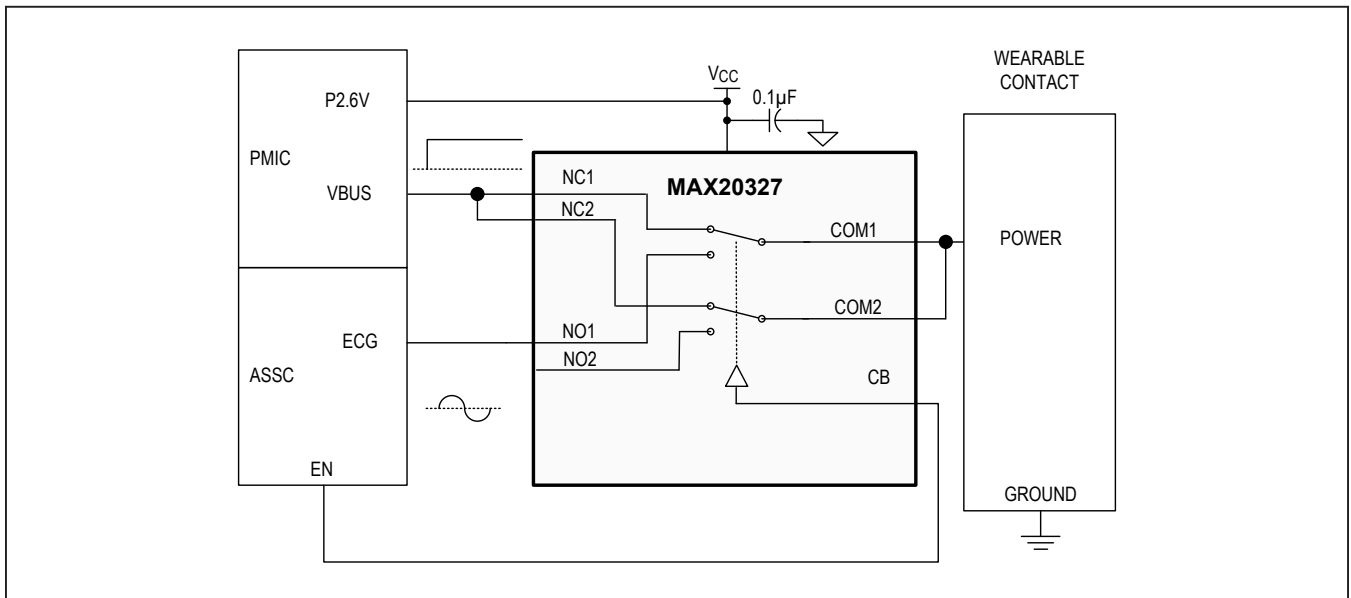 WEARABLE
CONTACT
VCC
0.1µF
P2.6V
PMIC
VBUS
NC1
NC2
MAX20327
COM1
POWER
COM2
ECG
NO1
NO2
ASSC
CB
EN
GROUND